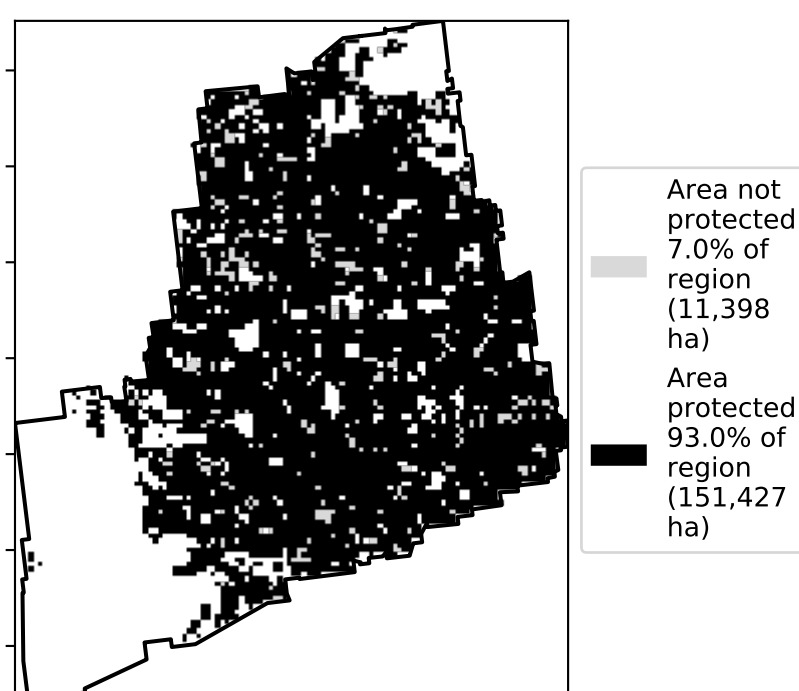 Area not
protected
7.0% of
region
(11,398
ha)
Area
protected
93.0% of
region
(151,427
ha)